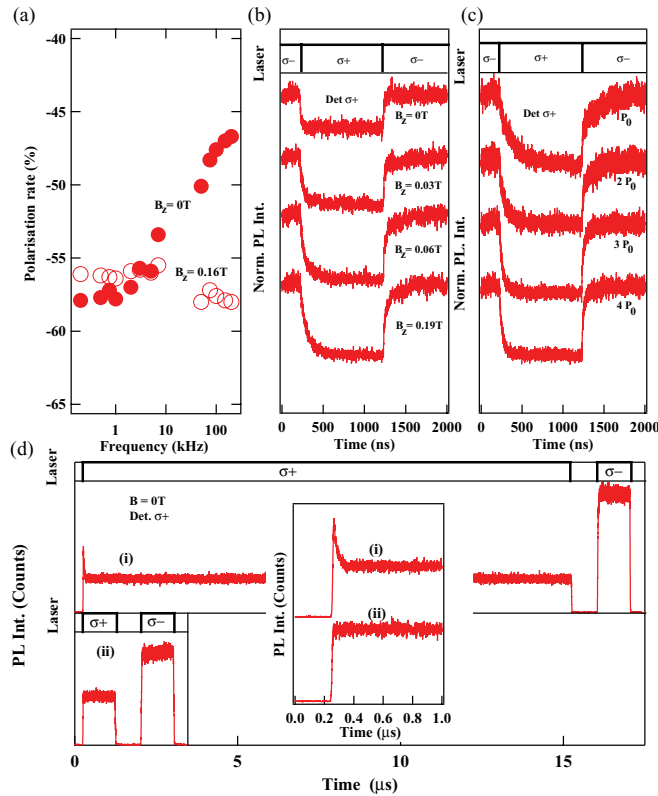 (a)
-40
-45
-50
-55
-60
-65
Polarisation rate (%)
B_z= 0T
B_z= 0.16T
1
10
100
Frequency (kHz)
(b)
Laser
σ−
σ+
σ−
Det σ+
B_z= 0T
B_z= 0.03T
B_z= 0.06T
B_z= 0.19T
Norm. PL Int.
0
500
1000
1500
2000
Time (ns)
(c)
Laser
σ−
σ+
σ−
Det σ+
P_0
2 P_0
3 P_0
4 P_0
Norm. PL. Int.
0
500
1000
1500
2000
Time (ns)
(d)
Laser
σ+
σ−
B = 0T
Det. σ+
(i)
PL Int. (Counts)
Laser
σ+
σ−
(ii)
(i)
(ii)
PL Int. (Counts)
0.0
0.2
0.4
0.6
0.8
1.0
Time (μs)
0
5
10
15
Time (μs)